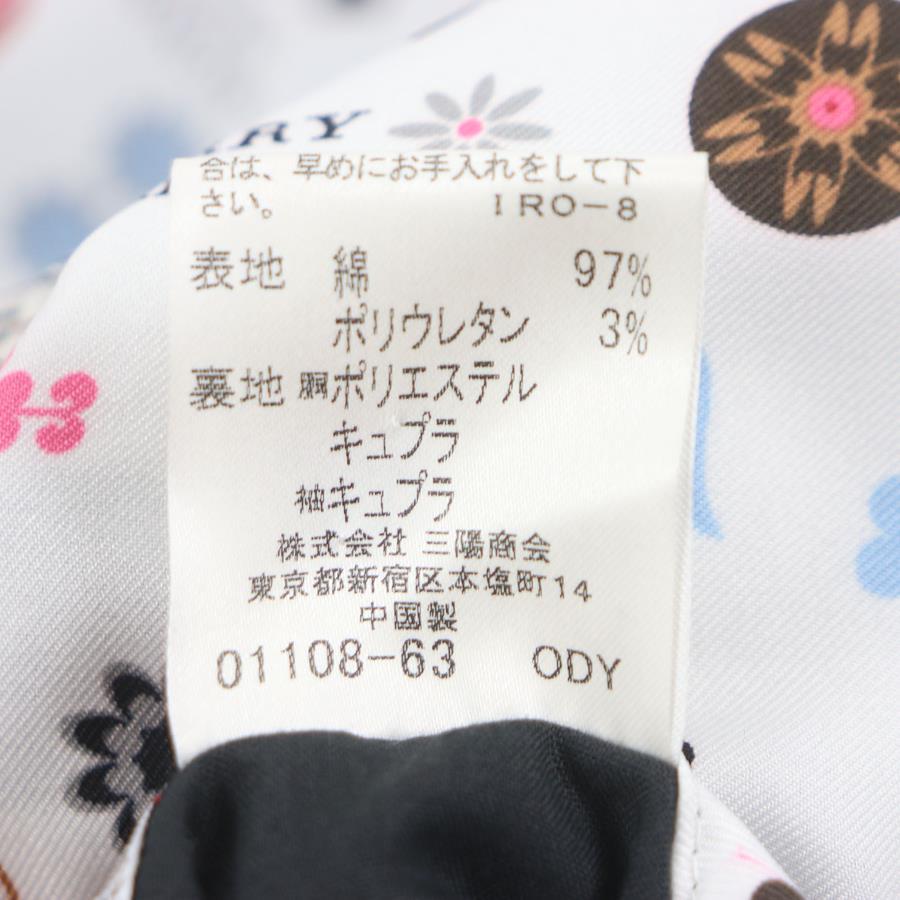 RRY
合は、早めにお手入れをして下
さい。 IRO-8
表地 綿 97%
ポリウレタン 3%
裏地 胴ポリエステル
キュプラ
袖キュプラ
株式会社 三陽商会
東京都新宿区本塩町14
中国製
01108-63 ODY